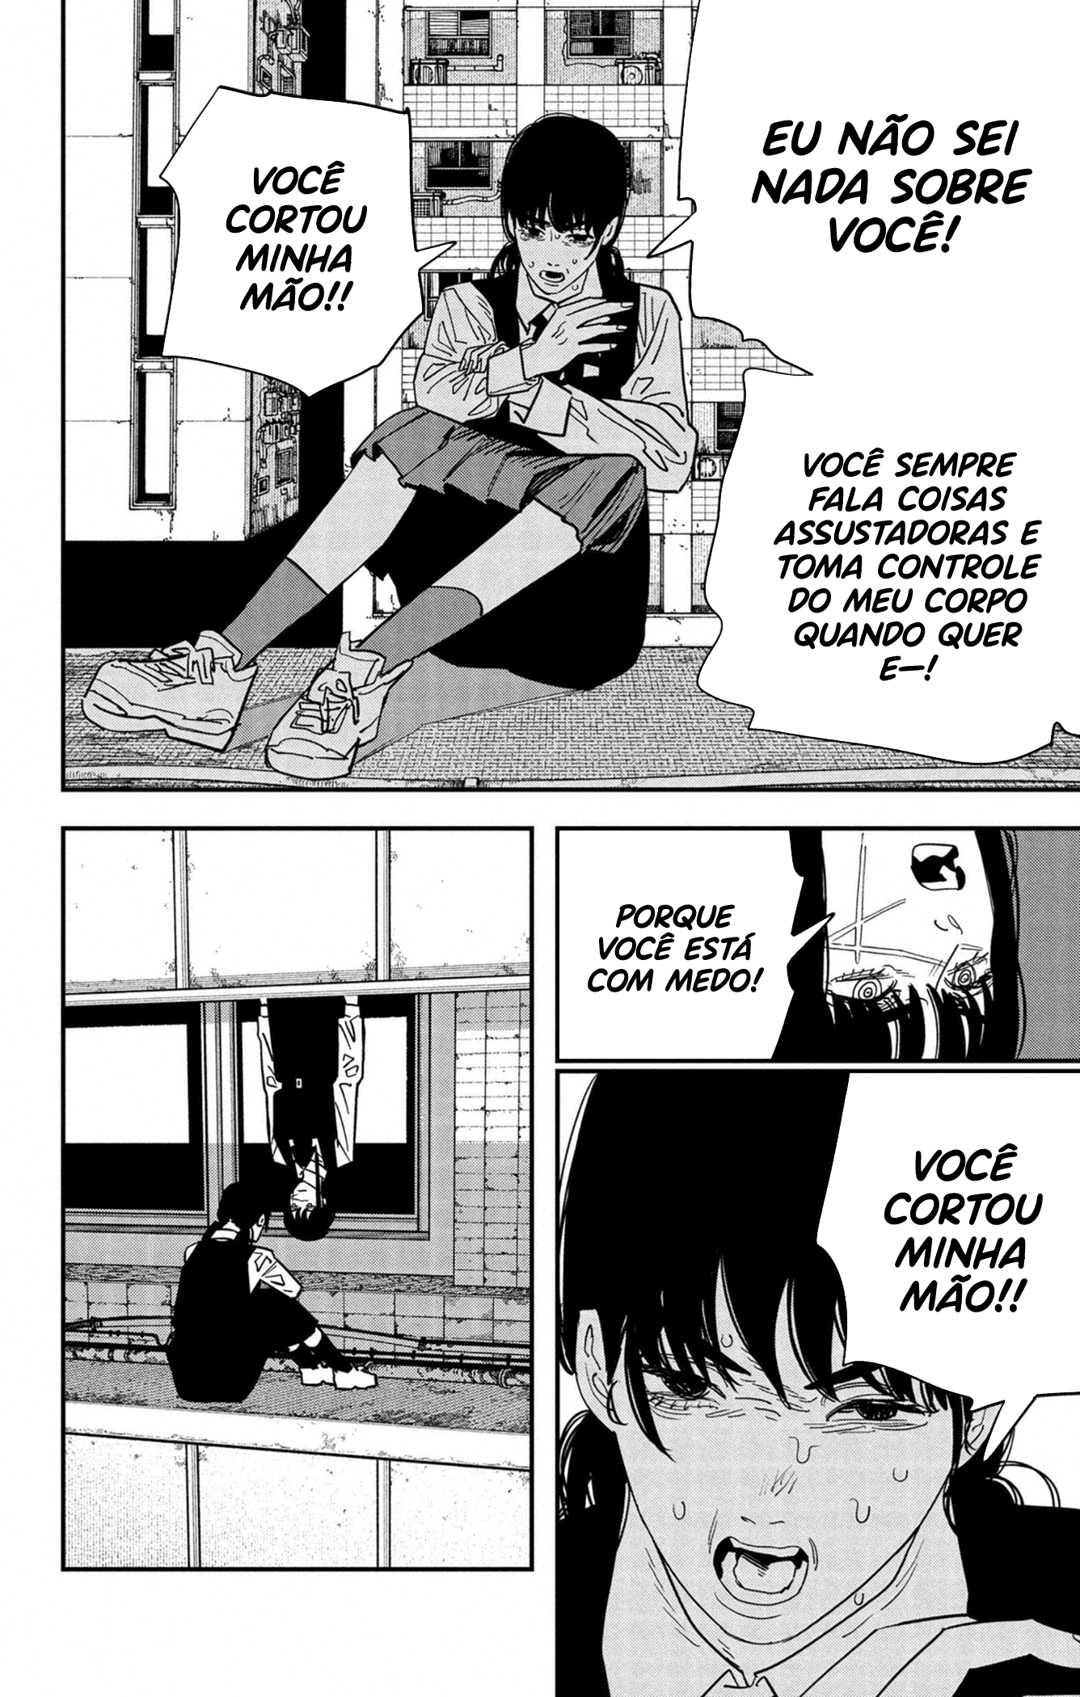 EU NÃO SEI
NADA SOBRE
VOCÊ!
VOCÊ SEMPRE
FALA COISAS
ASSUSTADORAS E
TOMA CONTROLE
DO MEU CORPO
QUANDO QUER
E—!
VOCÊ
CORTOU
MINHA
MÃO!!
PORQUE
VOCÊ ESTÁ
COM MEDO!
VOCÊ
CORTOU
MINHA
MÃO!!